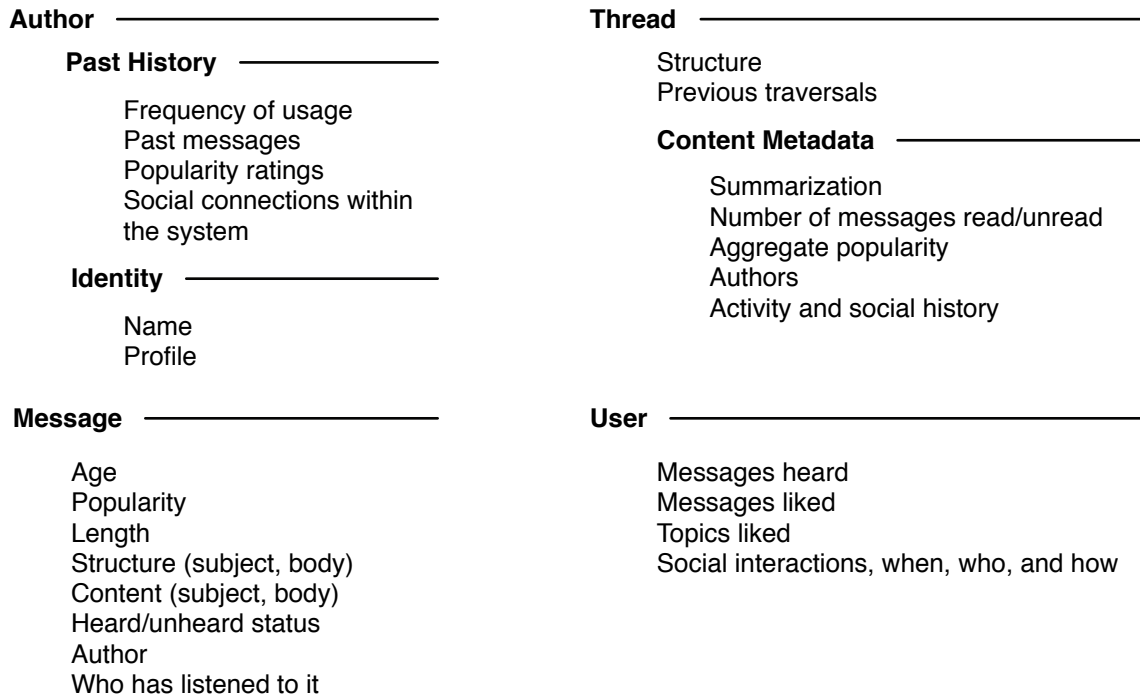 Author
Past History
Frequency of usage
Past messages
Popularity ratings
Social connections within
the system
Identity
Name
Profile
Thread
Structure
Previous traversals
Content Metadata
Summarization
Number of messages read/unread
Aggregate popularity
Authors
Activity and social history
Message
Age
Popularity
Length
Structure (subject, body)
Content (subject, body)
Heard/unheard status
Author
Who has listened to it
User
Messages heard
Messages liked
Topics liked
Social interactions, when, who, and how